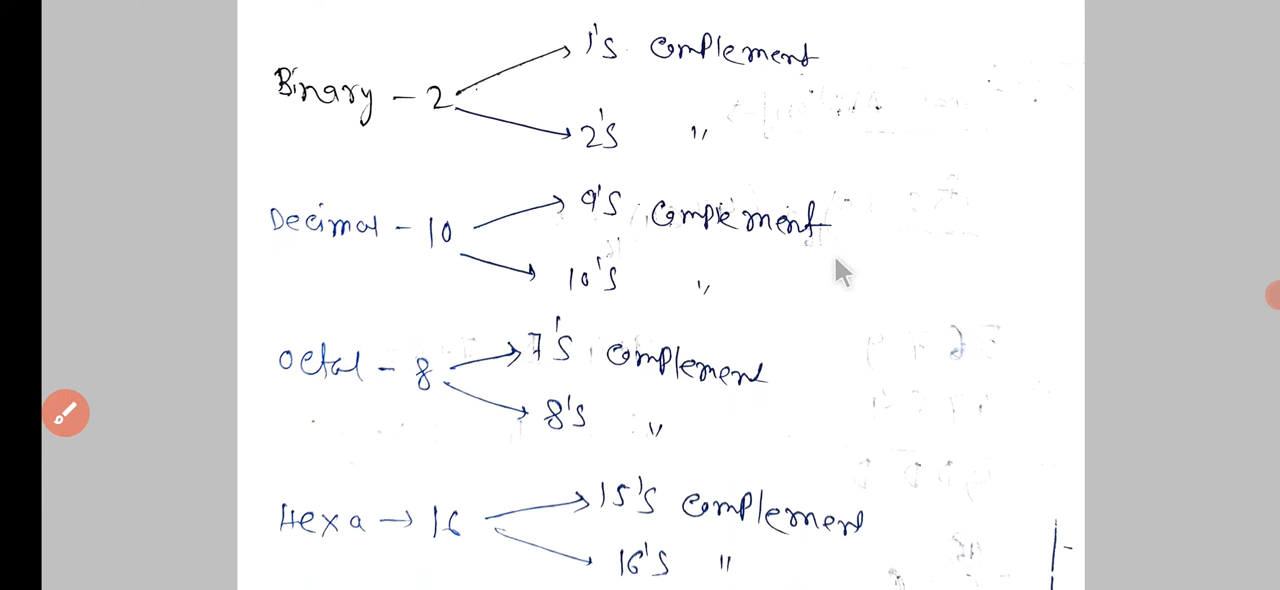 1's complement
Binary - 2
2's "
9's complement
Decimal - 10
10's "
7's complement
Octal - 8
8's "
15's complement
Hexa → 16
16's "